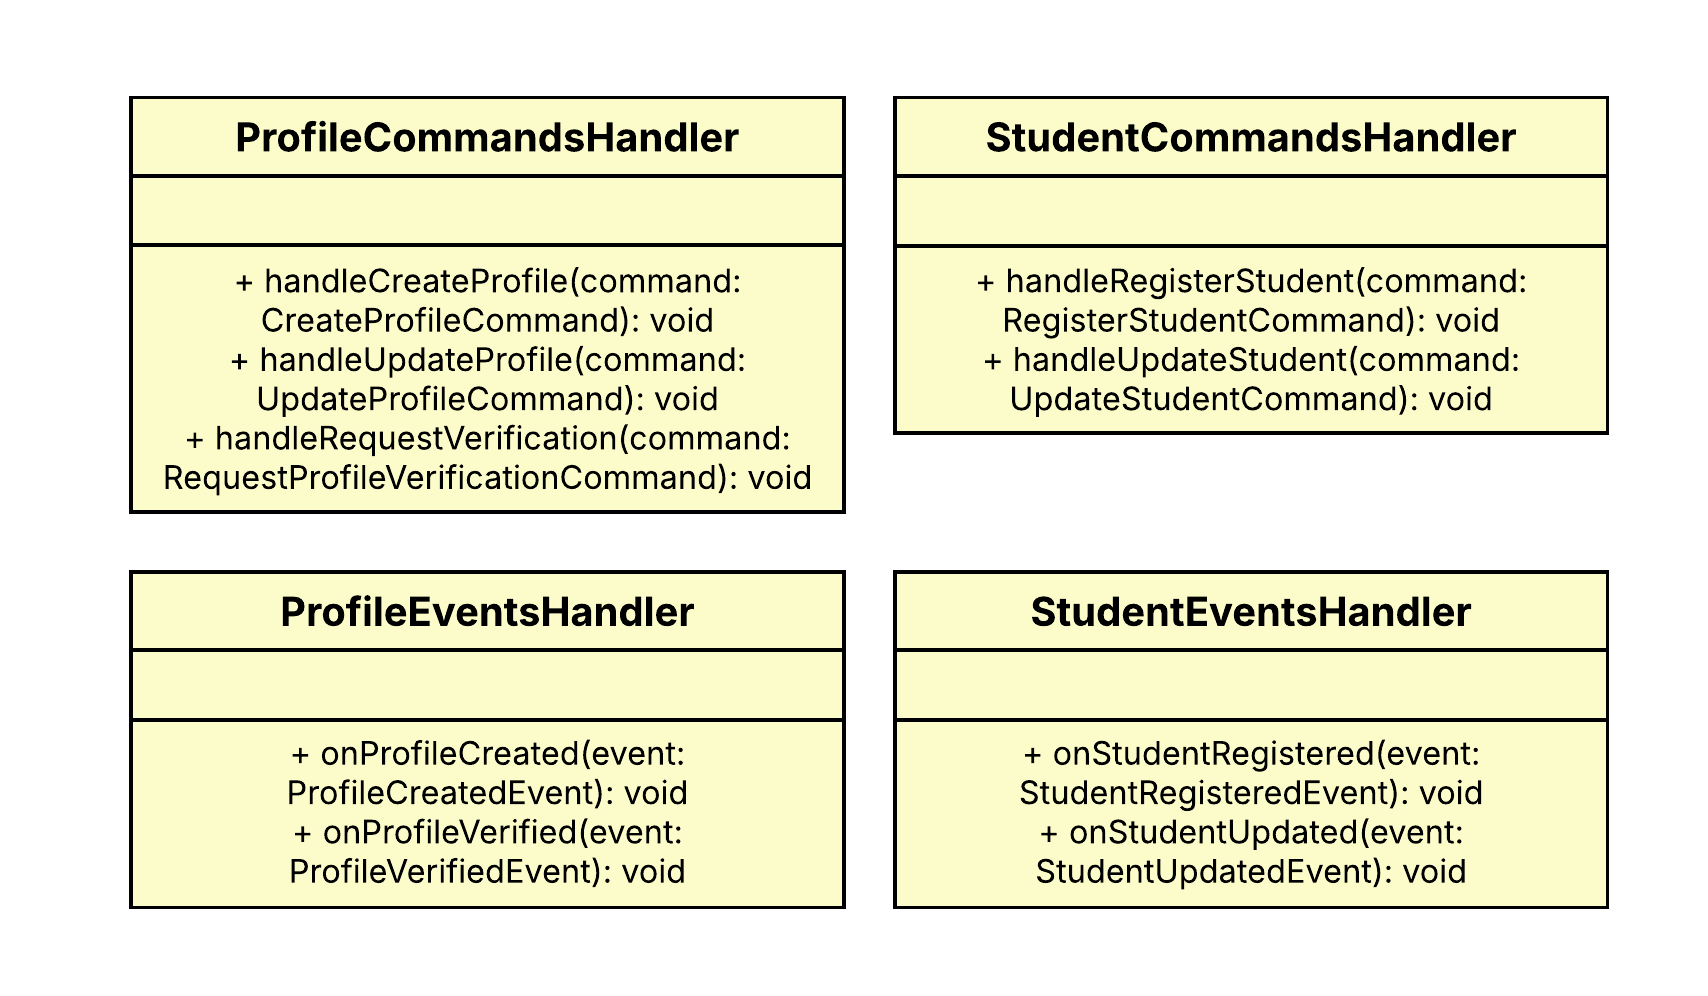 ProfileCommandsHandler
+ handleCreateProfile(command:
CreateProfileCommand): void
+ handleUpdateProfile(command:
UpdateProfileCommand): void
+ handleRequestVerification(command:
RequestProfileVerificationCommand): void
StudentCommandsHandler
+ handleRegisterStudent(command:
RegisterStudentCommand): void
+ handleUpdateStudent(command:
UpdateStudentCommand): void
ProfileEventsHandler
+ onProfileCreated(event:
ProfileCreatedEvent): void
+ onProfileVerified(event:
ProfileVerifiedEvent): void
StudentEventsHandler
+ onStudentRegistered(event:
StudentRegisteredEvent): void
+ onStudentUpdated(event:
StudentUpdatedEvent): void